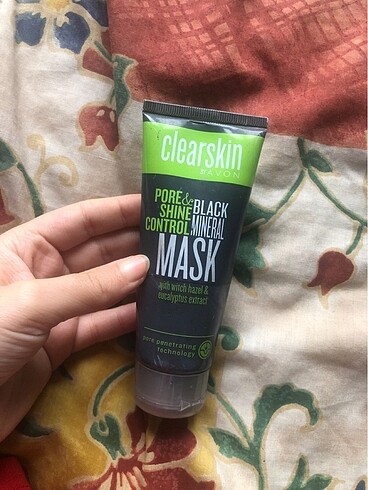 clearskin
AVON
PORE &
SHINE
CONTROL
BLACK
MINERAL
MASK
with witch hazel &
eucalyptus extract
pore penetrating
technology